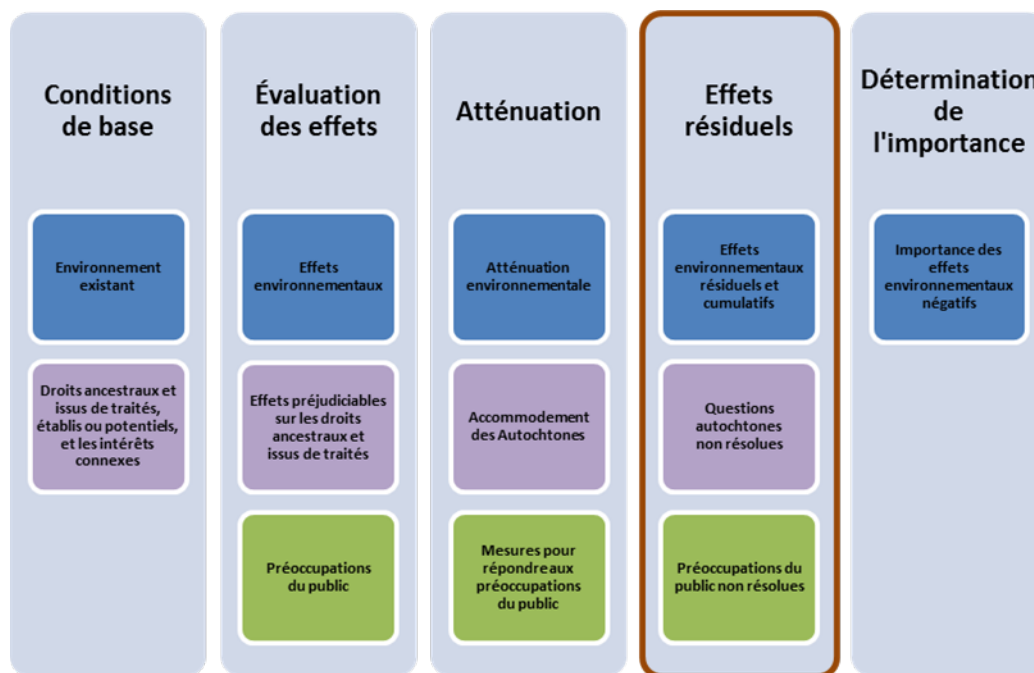 Conditions
de base
Environnement
existant
Droits ancestraux et
issus de traités,
établis ou potentiels,
et les intérêts
connexes
Évaluation
des effets
Effets
environnementaux
Effets préjudiciables
sur les droits
ancestraux et
issus de traités
Préoccupations
du public
Atténuation
Atténuation
environnementale
Accommodement
des Autochtones
Mesures pour
répondre aux
préoccupations
du public
Effets
résiduels
Effets
environnementaux
résiduels et
cumulatifs
Questions
autochtones
non résolues
Préoccupations du
public non résolues
Détermination
de
l'importance
Importance des
effets
environnementaux
négatifs